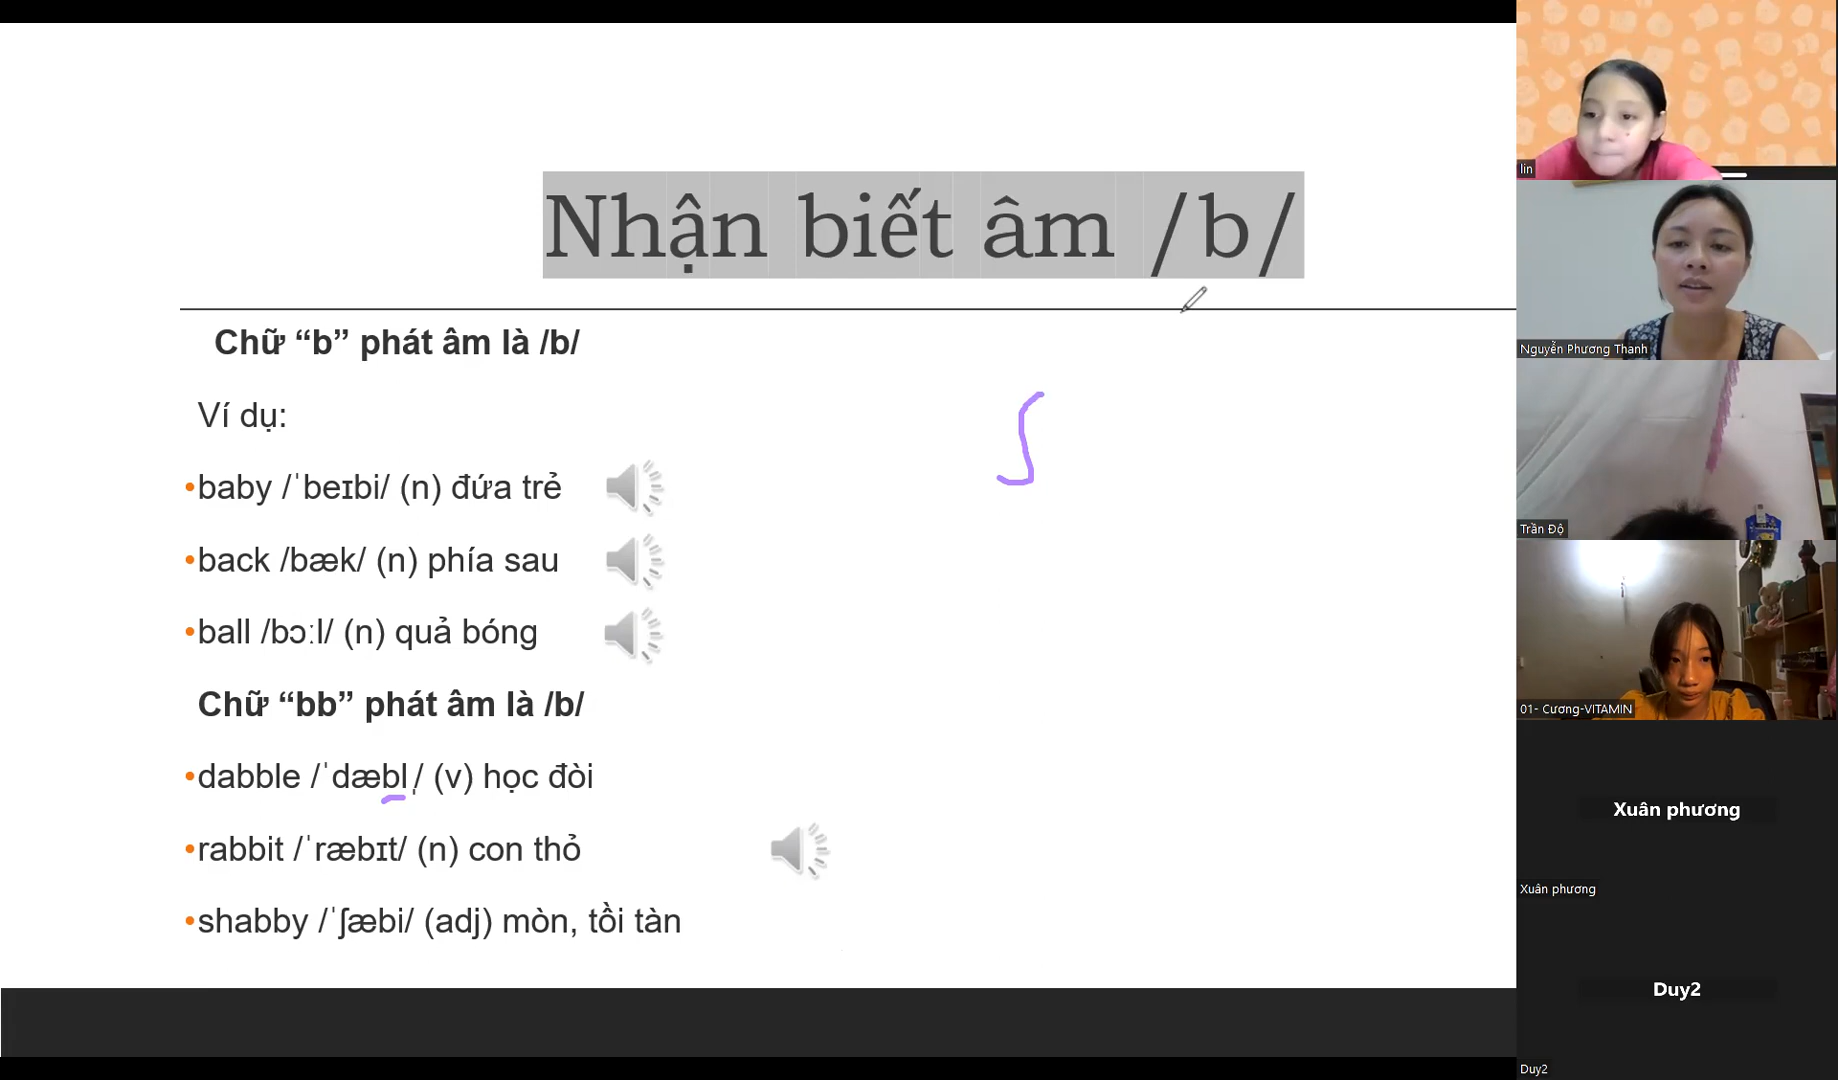 Nhận biết âm /b/
Chữ “b” phát âm là /b/
Ví dụ:
•baby /ˈbeɪbi/ (n) đứa trẻ
•back /bæk/ (n) phía sau
•ball /bɔːl/ (n) quả bóng
Chữ “bb” phát âm là /b/
•dabble /ˈdæbl̩/ (v) học đòi
•rabbit /ˈræbɪt/ (n) con thỏ
•shabby /ˈʃæbi/ (adj) mòn, tồi tàn
ʃ
lin
Nguyễn Phương Thanh
Trần Độ
01- Cương-VITAMIN
Xuân phương
Xuân phương
Duy2
Duy2